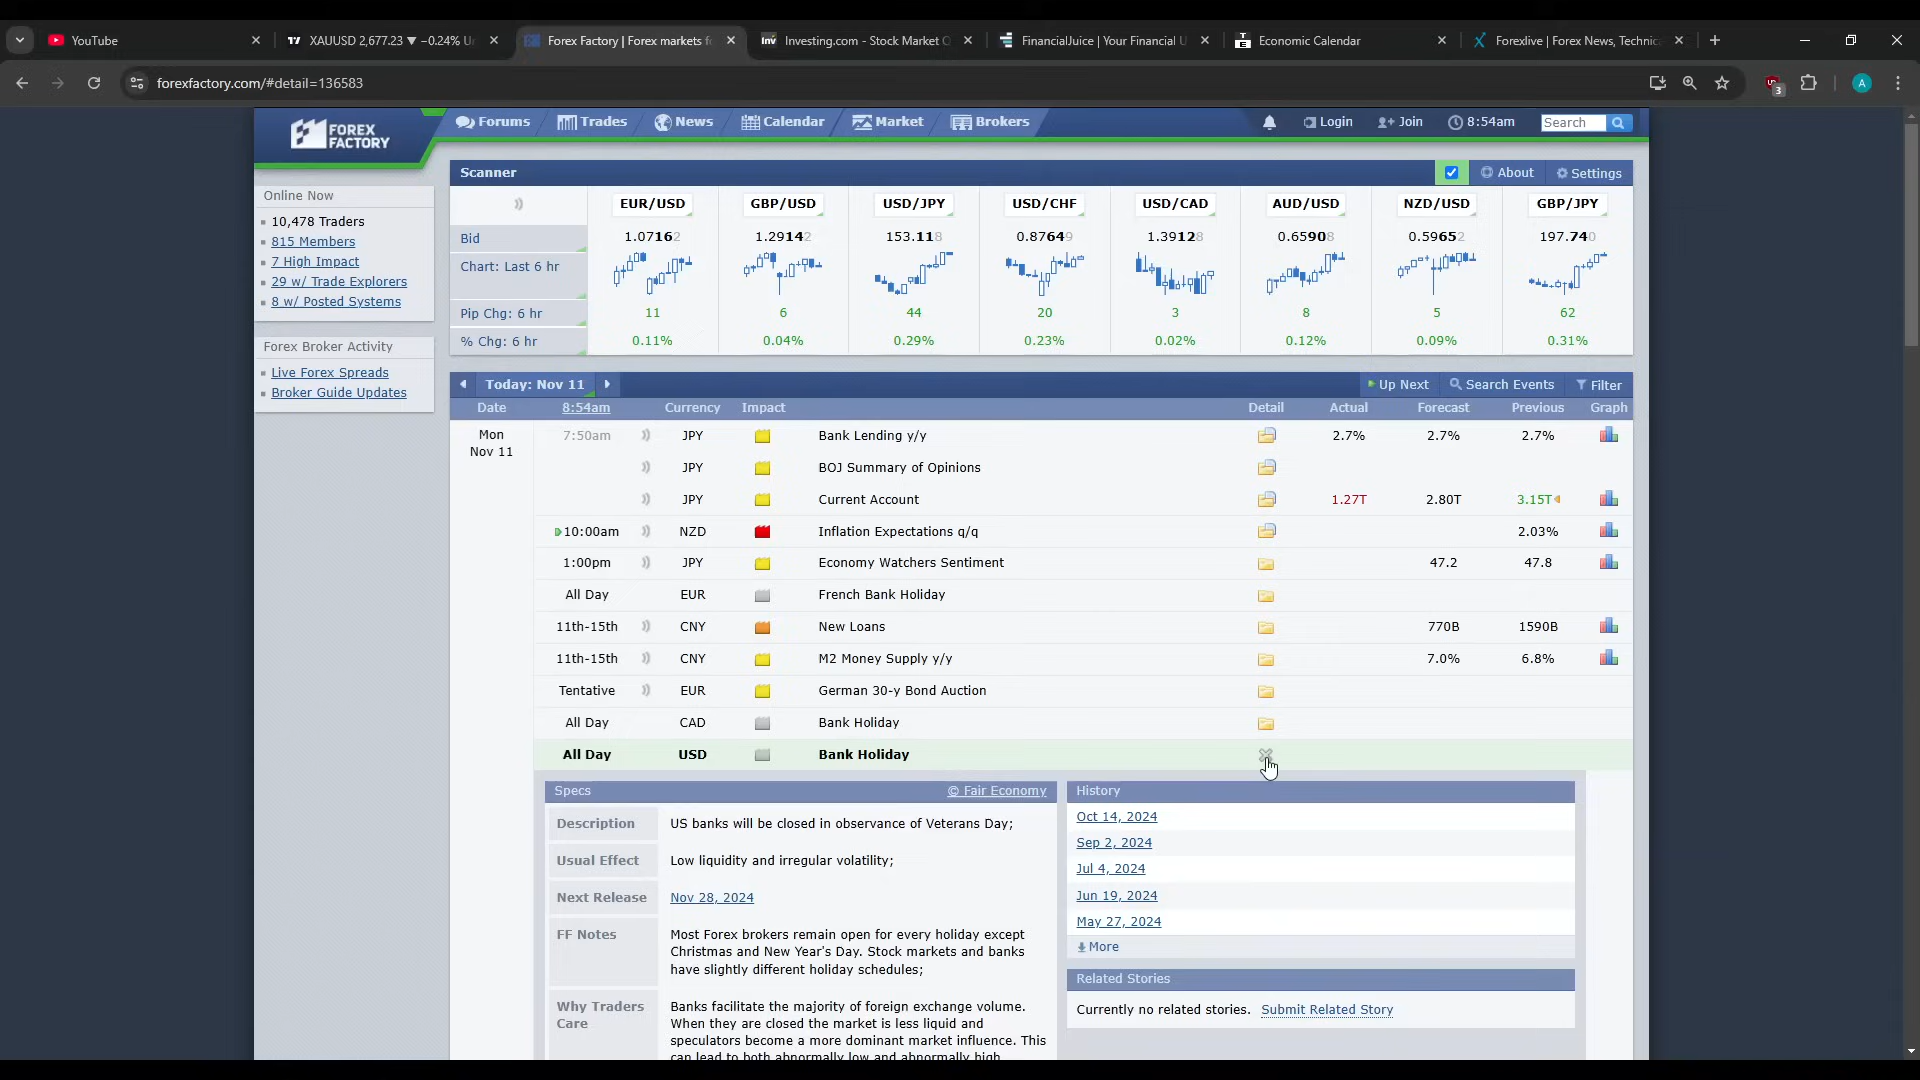 YouTube
XAUUSD 2,677.23 ▼ −0.24% U
Forex Factory | Forex markets f
Investing.com - Stock Market
FinancialJuice | Your Financial
Economic Calendar
Forexlive | Forex News, Technic
forexfactory.com/#detail=136583
3
A
FOREX FACTORY
Forums
Trades
News
Calendar
Market
Brokers
Login
Join
8:54am
Search
Online Now
10,478 Traders
815 Members
7 High Impact
29 w/ Trade Explorers
8 w/ Posted Systems
Forex Broker Activity
Live Forex Spreads
Broker Guide Updates
Scanner About Settings
EUR/USD GBP/USD USD/JPY USD/CHF USD/CAD AUD/USD NZD/USD GBP/JPY
Bid 1.07162 1.29142 153.118 0.87649 1.39128 0.65908 0.59652 197.740
Chart: Last 6 hr
Pip Chg: 6 hr 11 6 44 20 3 8 5 62
% Chg: 6 hr 0.11% 0.04% 0.29% 0.23% 0.02% 0.12% 0.09% 0.31%
Today: Nov 11 Up Next Search Events Filter
Date 8:54am Currency Impact Detail Actual Forecast Previous Graph
Mon Nov 11 7:50am JPY Bank Lending y/y 2.7% 2.7% 2.7%
JPY BOJ Summary of Opinions
JPY Current Account 1.27T 2.80T 3.15T
10:00am NZD Inflation Expectations q/q 2.03%
1:00pm JPY Economy Watchers Sentiment 47.2 47.8
All Day EUR French Bank Holiday
11th-15th CNY New Loans 770B 1590B
11th-15th CNY M2 Money Supply y/y 7.0% 6.8%
Tentative EUR German 30-y Bond Auction
All Day CAD Bank Holiday
All Day USD Bank Holiday
Specs © Fair Economy
Description US banks will be closed in observance of Veterans Day;
Usual Effect Low liquidity and irregular volatility;
Next Release Nov 28, 2024
FF Notes Most Forex brokers remain open for every holiday except
Christmas and New Year's Day. Stock markets and banks
have slightly different holiday schedules;
Why Traders Care Banks facilitate the majority of foreign exchange volume.
When they are closed the market is less liquid and
speculators become a more dominant market influence. This
can lead to both abnormally low and abnormally high
History
Oct 14, 2024
Sep 2, 2024
Jul 4, 2024
Jun 19, 2024
May 27, 2024
More
Related Stories
Currently no related stories. Submit Related Story